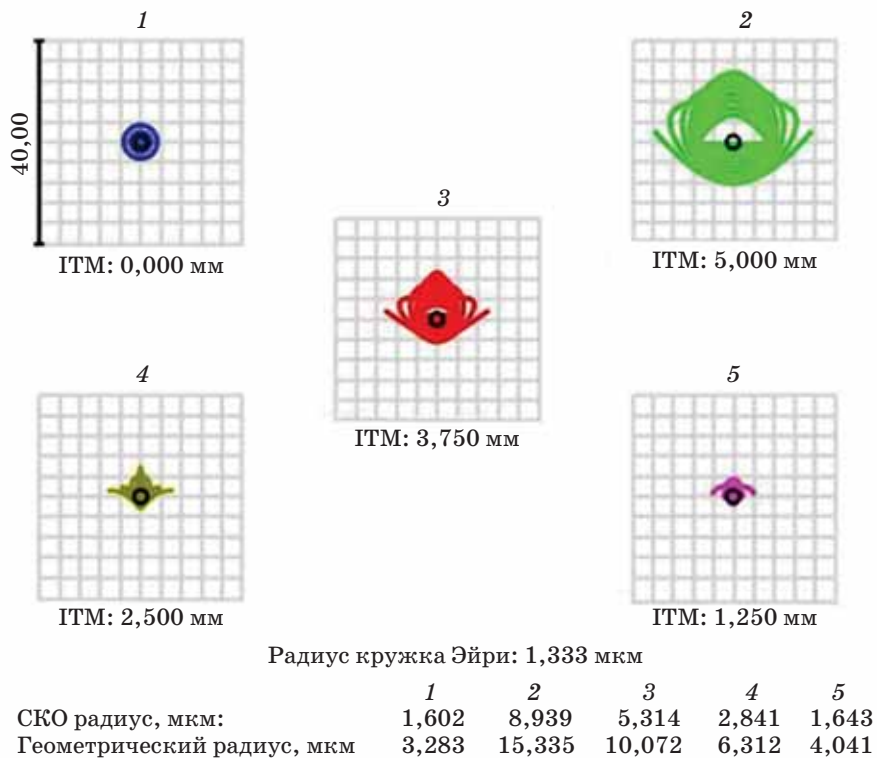 1
2
40,00
ITM: 0,000 мм
ITM: 5,000 мм
3
ITM: 3,750 мм
4
5
ITM: 2,500 мм
ITM: 1,250 мм
Радиус кружка Эйри: 1,333 мкм
1 2 3 4 5
СКО радиус, мкм: 1,602 8,939 5,314 2,841 1,643
Геометрический радиус, мкм 3,283 15,335 10,072 6,312 4,041